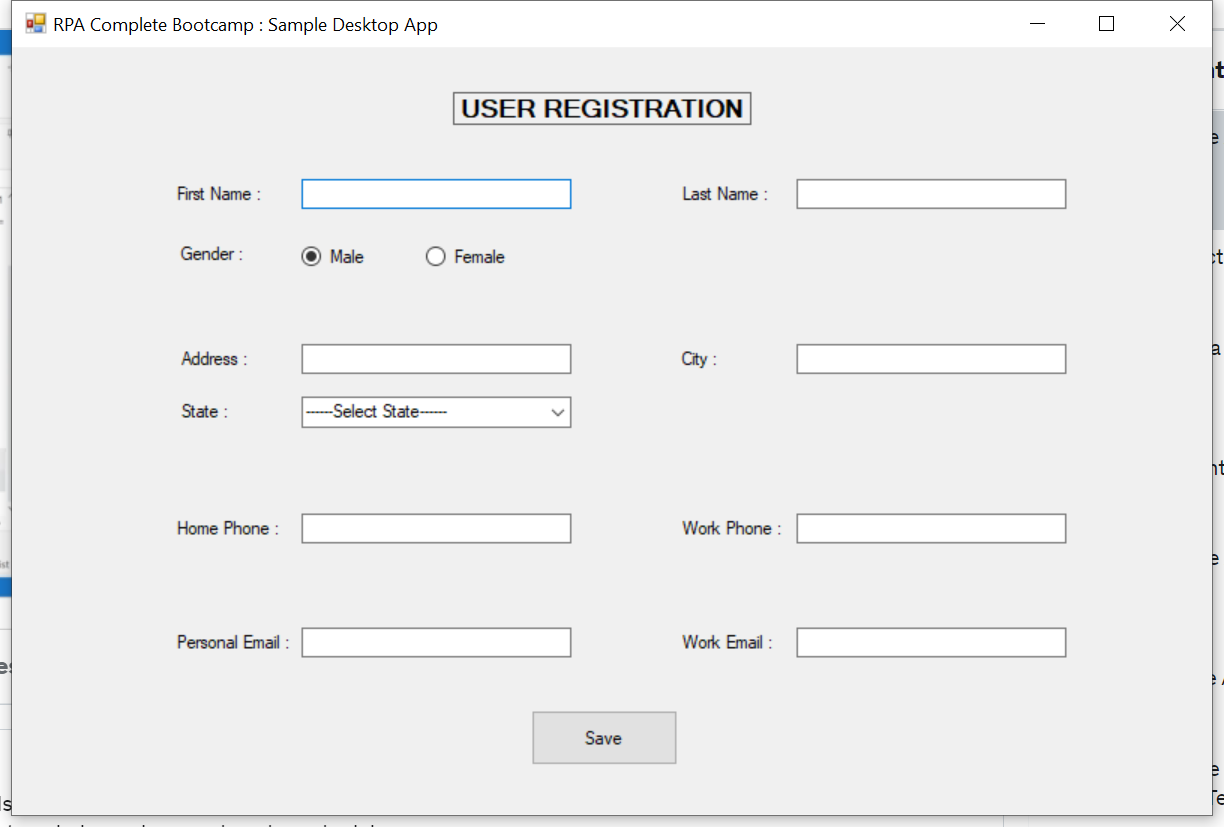 RPA Complete Bootcamp : Sample Desktop App
USER REGISTRATION
First Name : Last Name :
Gender : Male Female
Address : City :
State : ------Select State------
Home Phone : Work Phone :
Personal Email : Work Email :
Save